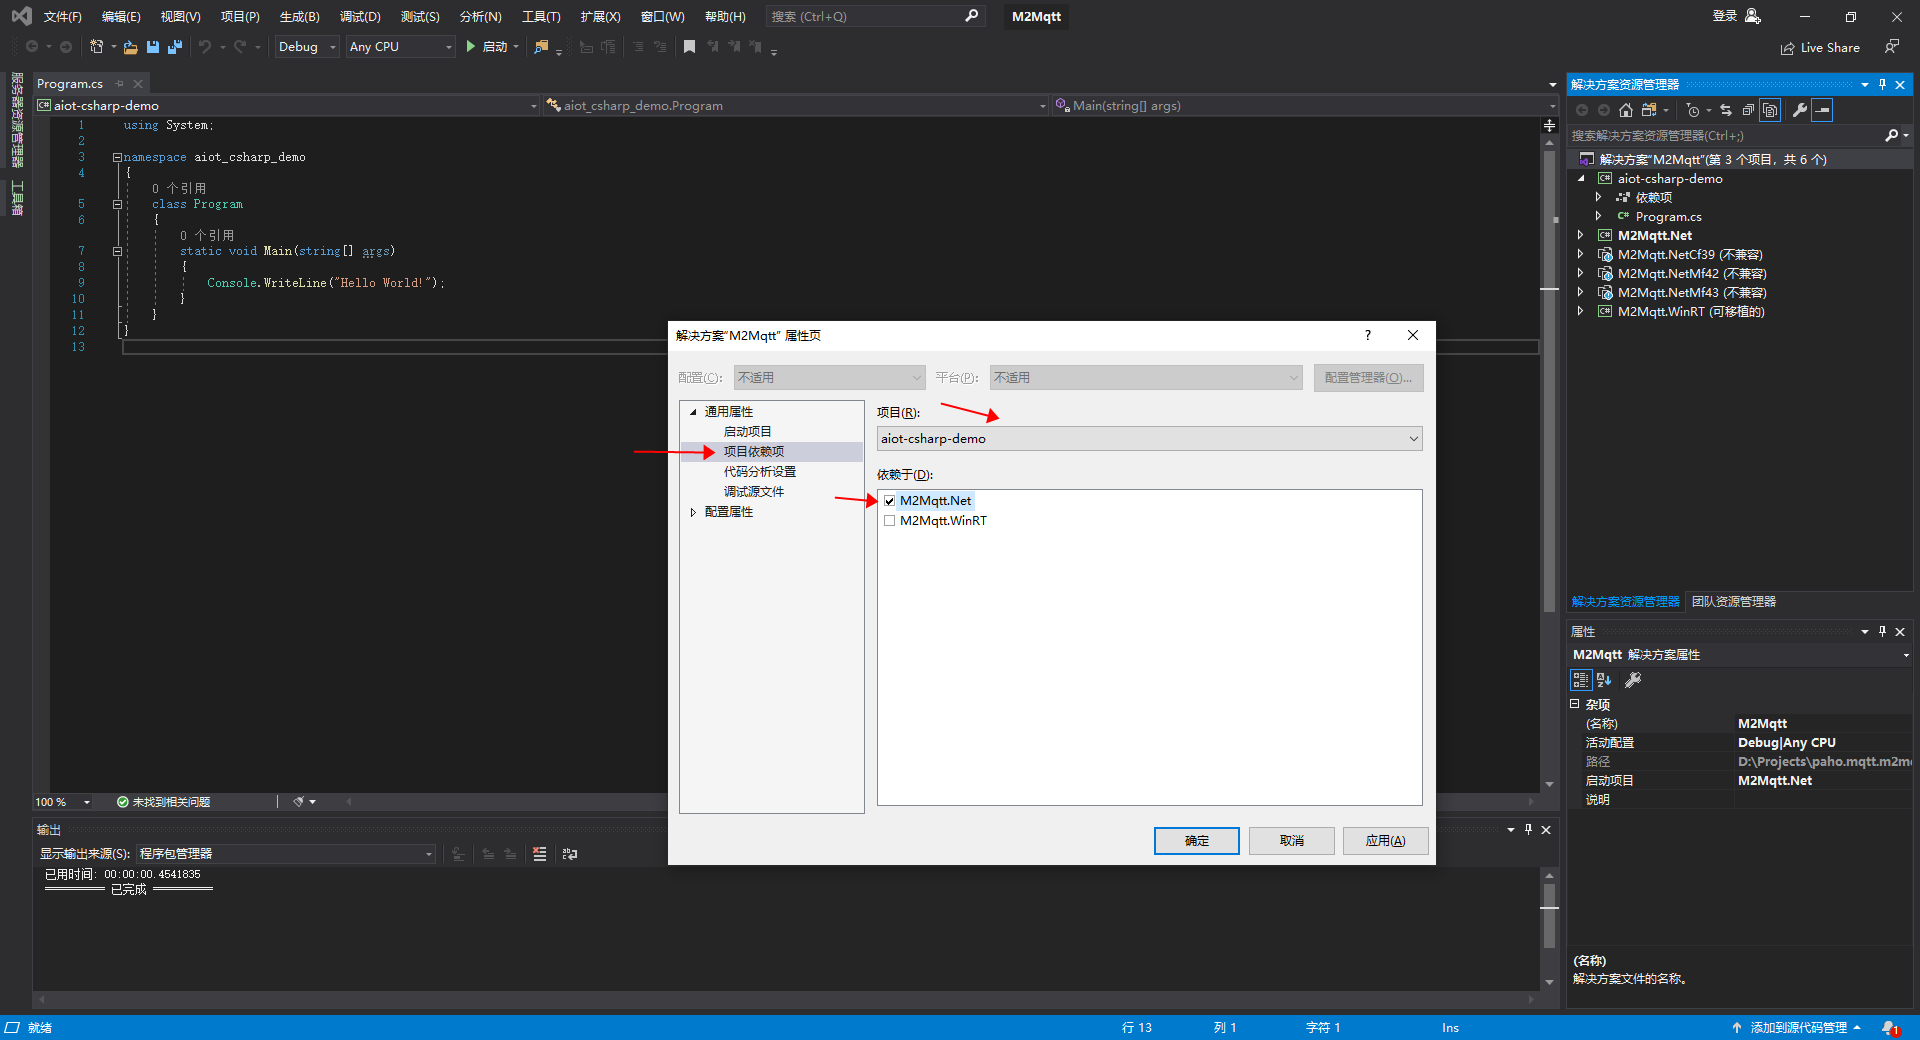 文件(F) 编辑(E) 视图(V) 项目(P) 生成(B) 调试(D) 测试(S) 分析(N) 工具(T) 扩展(X) 窗口(W) 帮助(H) 搜索 (Ctrl+Q) M2Mqtt 登录
Debug Any CPU 启动 Live Share
服务器资源管理器
工具箱
Program.cs
aiot-csharp-demo aiot_csharp_demo.Program Main(string[] args)
1 using System;
2
3 namespace aiot_csharp_demo
4 {
0 个引用
5 class Program
6 {
0 个引用
7 static void Main(string[] args)
8 {
9 Console.WriteLine("Hello World!");
10 }
11 }
12 }
13
100 % 未找到相关问题
输出
显示输出来源(S): 程序包管理器
已用时间: 00:00:00.4541835
========== 已完成 ==========
解决方案“M2Mqtt” 属性页 ?
配置(C): 不适用 平台(P): 不适用 配置管理器(O)...
通用属性
启动项目
项目依赖项
代码分析设置
调试源文件
配置属性
项目(R):
aiot-csharp-demo
依赖于(D):
M2Mqtt.Net
M2Mqtt.WinRT
确定 取消 应用(A)
解决方案资源管理器
搜索解决方案资源管理器(Ctrl+;)
解决方案“M2Mqtt”(第 3 个项目，共 6 个)
C# aiot-csharp-demo
依赖项
C# Program.cs
C# M2Mqtt.Net
M2Mqtt.NetCf39 (不兼容)
M2Mqtt.NetMf42 (不兼容)
M2Mqtt.NetMf43 (不兼容)
C# M2Mqtt.WinRT (可移植的)
解决方案资源管理器 团队资源管理器
属性
M2Mqtt 解决方案属性
杂项
(名称) M2Mqtt
活动配置 Debug|Any CPU
路径 D:\Projects\paho.mqtt.m2m
启动项目 M2Mqtt.Net
说明
(名称)
解决方案文件的名称。
就绪 行 13 列 1 字符 1 Ins 添加到源代码管理 1